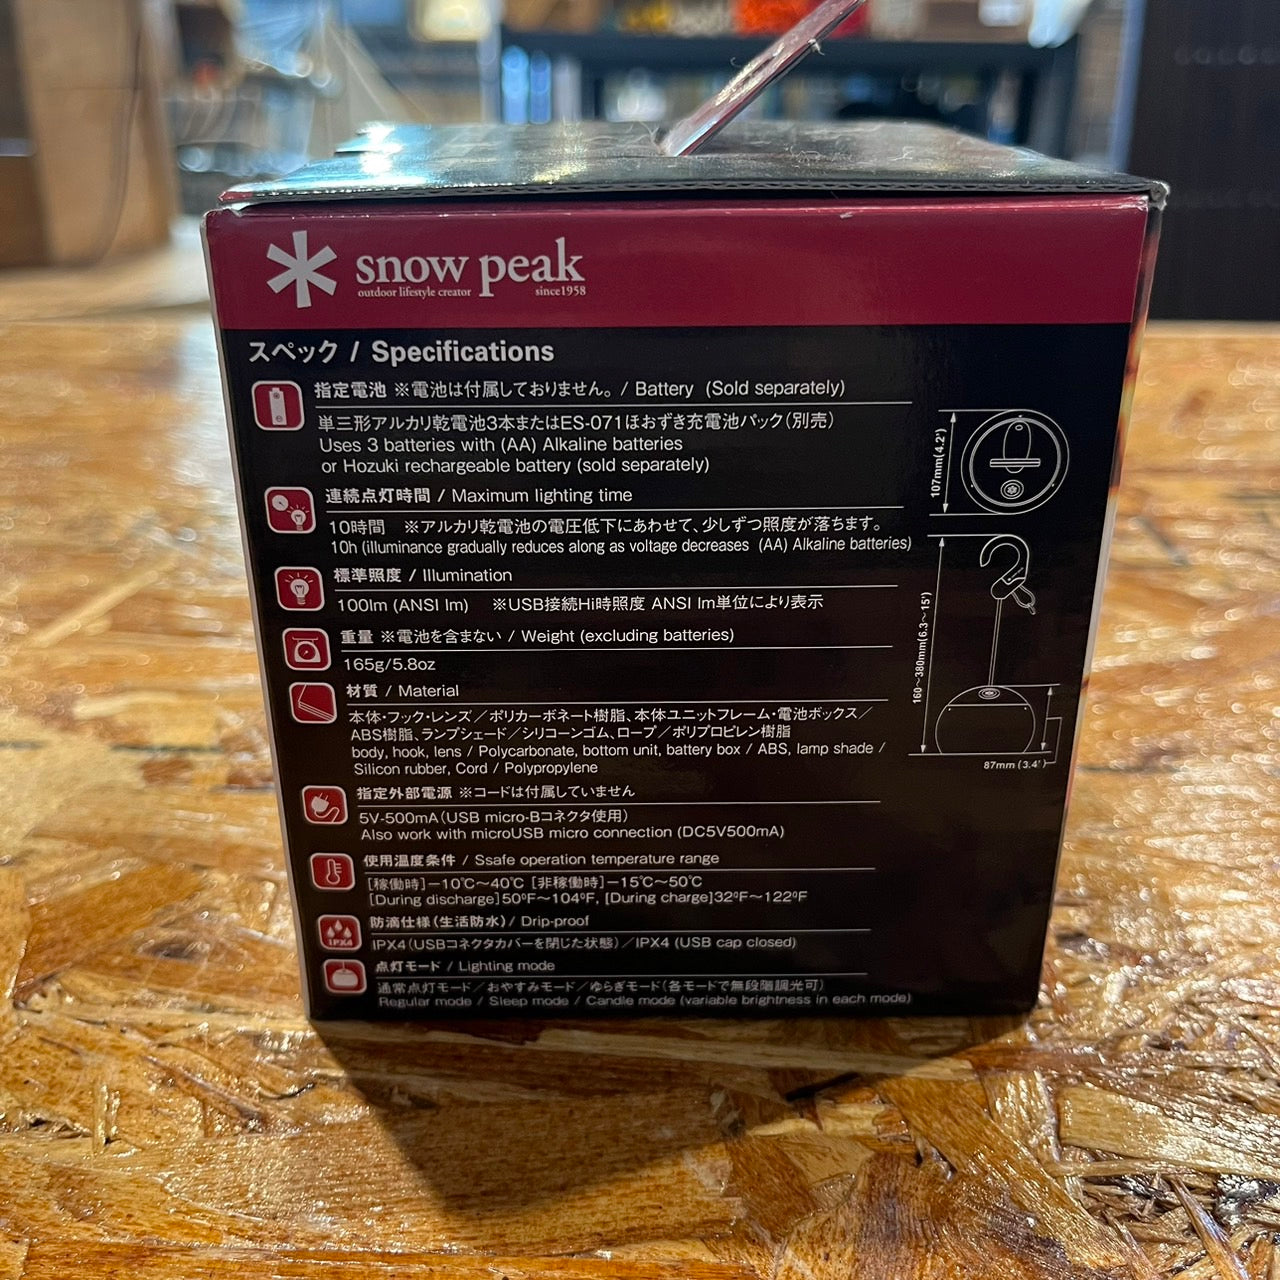 snow peak
outdoor lifestyle creator since1958
スペック / Specifications
指定電池 ※電池は付属しておりません。 / Battery (Sold separately)
単三形アルカリ乾電池3本またはES-071ほおずき充電池パック(別売)
Uses 3 batteries with (AA) Alkaline batteries
or Hozuki rechargeable battery (sold separately)
連続点灯時間 / Maximum lighting time
10時間 ※アルカリ乾電池の電圧低下にあわせて、少しずつ照度が落ちます。
10h (illuminance gradually reduces along as voltage decreases (AA) Alkaline batteries)
標準照度 / Illumination
100lm (ANSI lm) ※USB接続Hi時照度 ANSI lm単位により表示
重量 ※電池を含まない / Weight (excluding batteries)
165g/5.8oz
材質 / Material
本体・フック・レンズ／ポリカーボネート樹脂、本体ユニットフレーム・電池ボックス／
ABS樹脂、ランプシェード／シリコーンゴム、ロープ／ポリプロピレン樹脂
body, hook, lens / Polycarbonate, bottom unit, battery box / ABS, lamp shade /
Silicon rubber, Cord / Polypropylene
指定外部電源 ※コードは付属していません
5V-500mA(USB micro-Bコネクタ使用)
Also work with microUSB micro connection (DC5V500mA)
使用温度条件 / Ssafe operation temperature range
[稼働時]−10℃〜40℃ [非稼働時]−15℃〜50℃
[During discharge]50ºF〜104ºF, [During charge]32ºF〜122ºF
防滴仕様(生活防水) / Drip-proof
IPX4
IPX4(USBコネクタカバーを閉じた状態)／IPX4 (USB cap closed)
点灯モード / Lighting mode
通常点灯モード／おやすみモード／ゆらぎモード(各モードで無段階調光可)
Regular mode / Sleep mode / Candle mode (variable brightness in each mode)
107mm(4.2")
160〜380mm(6.3〜15")
87mm (3.4")